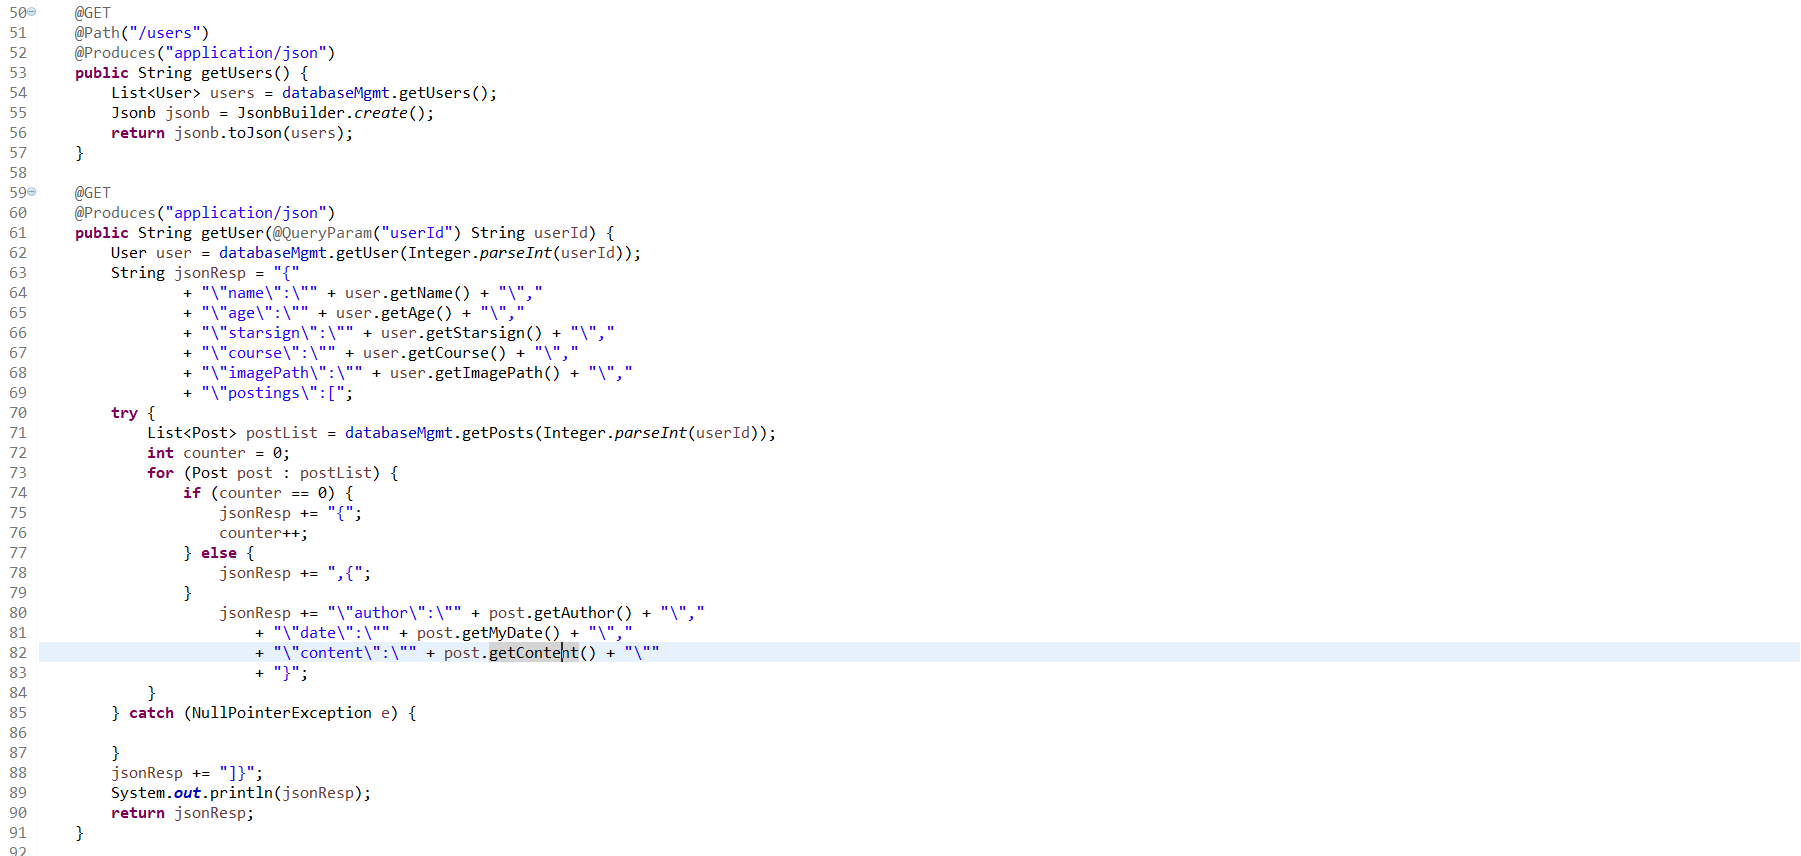 50 @GET
51 @Path("/users")
52 @Produces("application/json")
53 public String getUsers() {
54 List<User> users = databaseMgmt.getUsers();
55 Jsonb jsonb = JsonbBuilder.create();
56 return jsonb.toJson(users);
57 }
58
59 @GET
60 @Produces("application/json")
61 public String getUser(@QueryParam("userId") String userId) {
62 User user = databaseMgmt.getUser(Integer.parseInt(userId));
63 String jsonResp = "{"
64 + "\"name\":\"" + user.getName() + "\","
65 + "\"age\":\"" + user.getAge() + "\","
66 + "\"starsign\":\"" + user.getStarsign() + "\","
67 + "\"course\":\"" + user.getCourse() + "\","
68 + "\"imagePath\":\"" + user.getImagePath() + "\","
69 + "\"postings\":[";
70 try {
71 List<Post> postList = databaseMgmt.getPosts(Integer.parseInt(userId));
72 int counter = 0;
73 for (Post post : postList) {
74 if (counter == 0) {
75 jsonResp += "{";
76 counter++;
77 } else {
78 jsonResp += ",{";
79 }
80 jsonResp += "\"author\":\"" + post.getAuthor() + "\","
81 + "\"date\":\"" + post.getMyDate() + "\","
82 + "\"content\":\"" + post.getContent() + "\""
83 + "}";
84 }
85 } catch (NullPointerException e) {
86
87 }
88 jsonResp += "]}";
89 System.out.println(jsonResp);
90 return jsonResp;
91 }
92